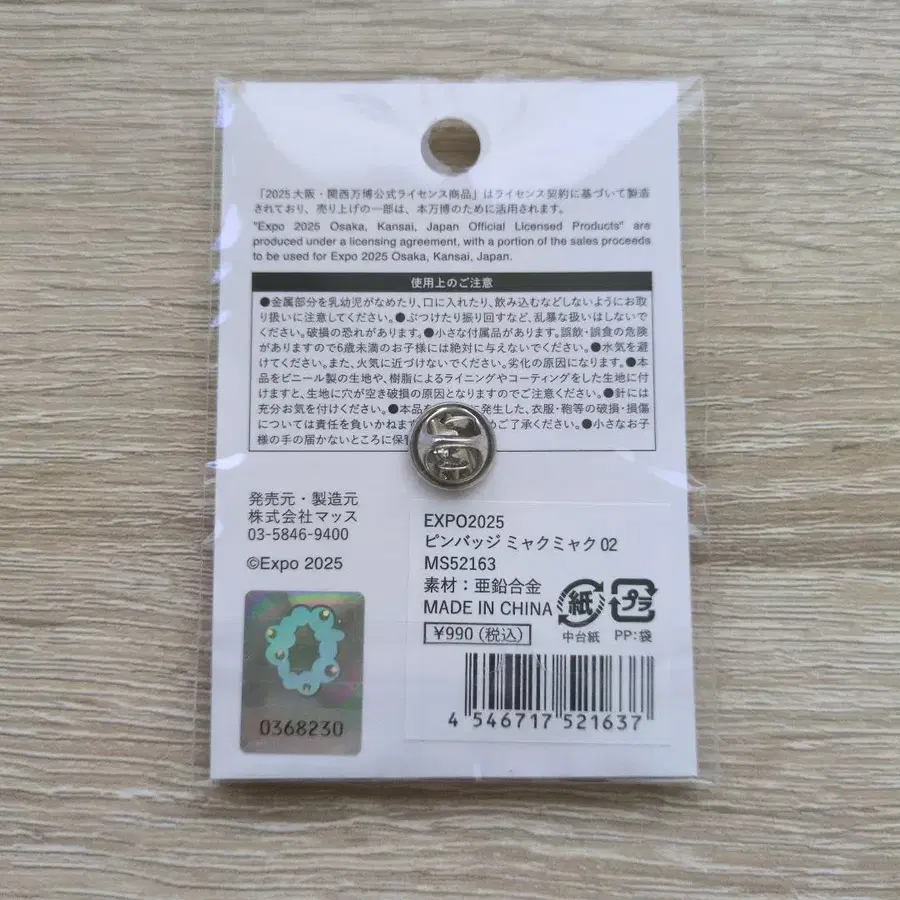 「2025大阪・関西万博公式ライセンス商品」はライセンス契約に基づいて製造
されており、売り上げの一部は、本万博のために活用されます。
"Expo 2025 Osaka, Kansai, Japan Official Licensed Products" are
produced under a licensing agreement, with a portion of the sales proceeds
to be used for Expo 2025 Osaka, Kansai, Japan.
使用上のご注意
●金属部分を乳幼児がなめたり、口に入れたり、飲み込むなどしないようにお取
り扱いに注意してください。●ぶつけたり振り回すなど、乱暴な扱いはしないでく
ださい。破損の恐れがあります。●小さな付属品があります。誤飲・誤食の危険
がありますので6歳未満のお子様には絶対に与えないでください。●水気を避
けてください。また、火気に近づけないでください。劣化の原因になります。●本
品をビニール製の生地や、樹脂によるライニングやコーティングをした生地に付
けますと、生地に穴が空き破損の原因となりますのでご注意ください。●針には
充分お気を付けください。●本品を に発生した、衣服・鞄等の破損・損傷
については責任を負いかねます めご了承ください。●小さなお子
様の手の届かないところに保
発売元・製造元
株式会社マッス
03-5846-9400
©Expo 2025
0368230
EXPO2025
ピンバッジ ミャクミャク 02
MS52163
素材：亜鉛合金
MADE IN CHINA
¥990(税込)
紙 プラ
中台紙 PP:袋
4 546717 521637